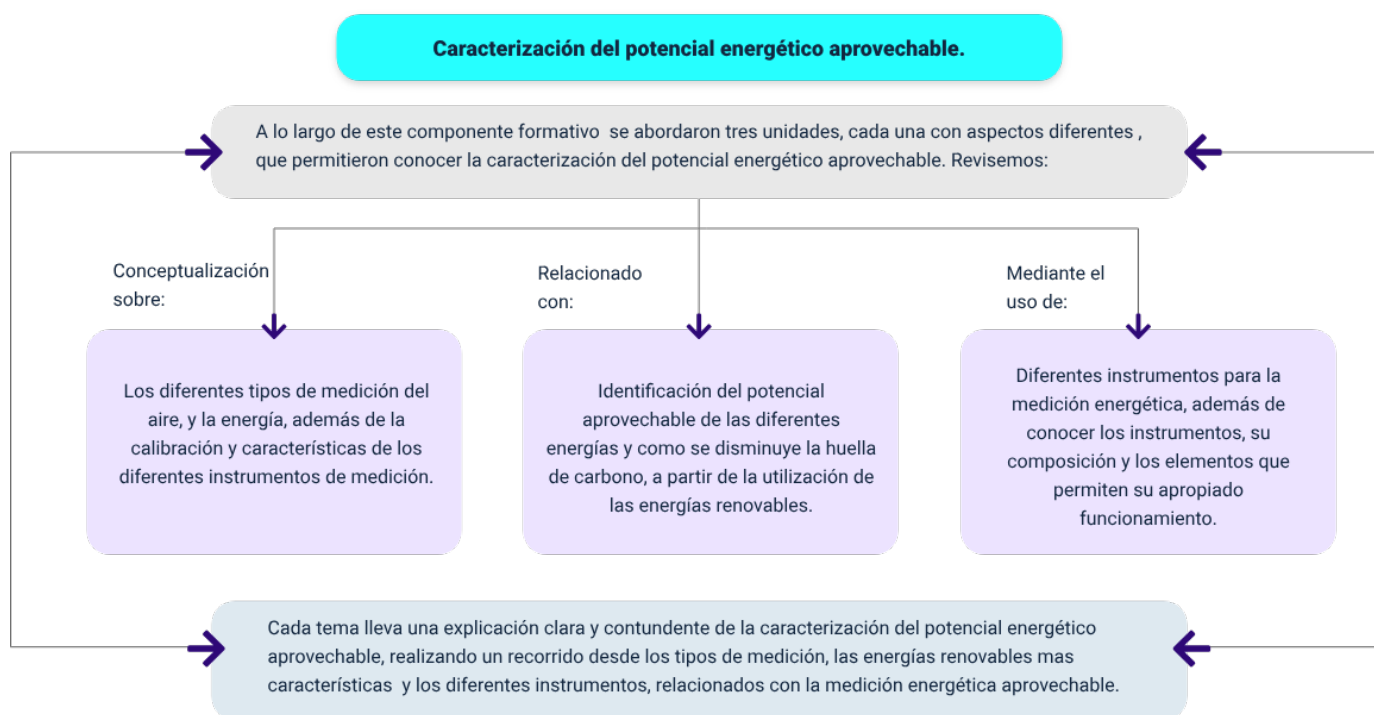 Caracterización del potencial energético aprovechable.
A lo largo de este componente formativo se abordaron tres unidades, cada una con aspectos diferentes ,
que permitieron conocer la caracterización del potencial energético aprovechable. Revisemos:
Conceptualización
sobre:
Relacionado
con:
Mediante el
uso de:
Los diferentes tipos de medición del
aire, y la energía, además de la
calibración y características de los
diferentes instrumentos de medición.
Identificación del potencial
aprovechable de las diferentes
energías y como se disminuye la huella
de carbono, a partir de la utilización de
las energías renovables.
Diferentes instrumentos para la
medición energética, además de
conocer los instrumentos, su
composición y los elementos que
permiten su apropiado
funcionamiento.
Cada tema lleva una explicación clara y contundente de la caracterización del potencial energético
aprovechable, realizando un recorrido desde los tipos de medición, las energías renovables mas
características y los diferentes instrumentos, relacionados con la medición energética aprovechable.